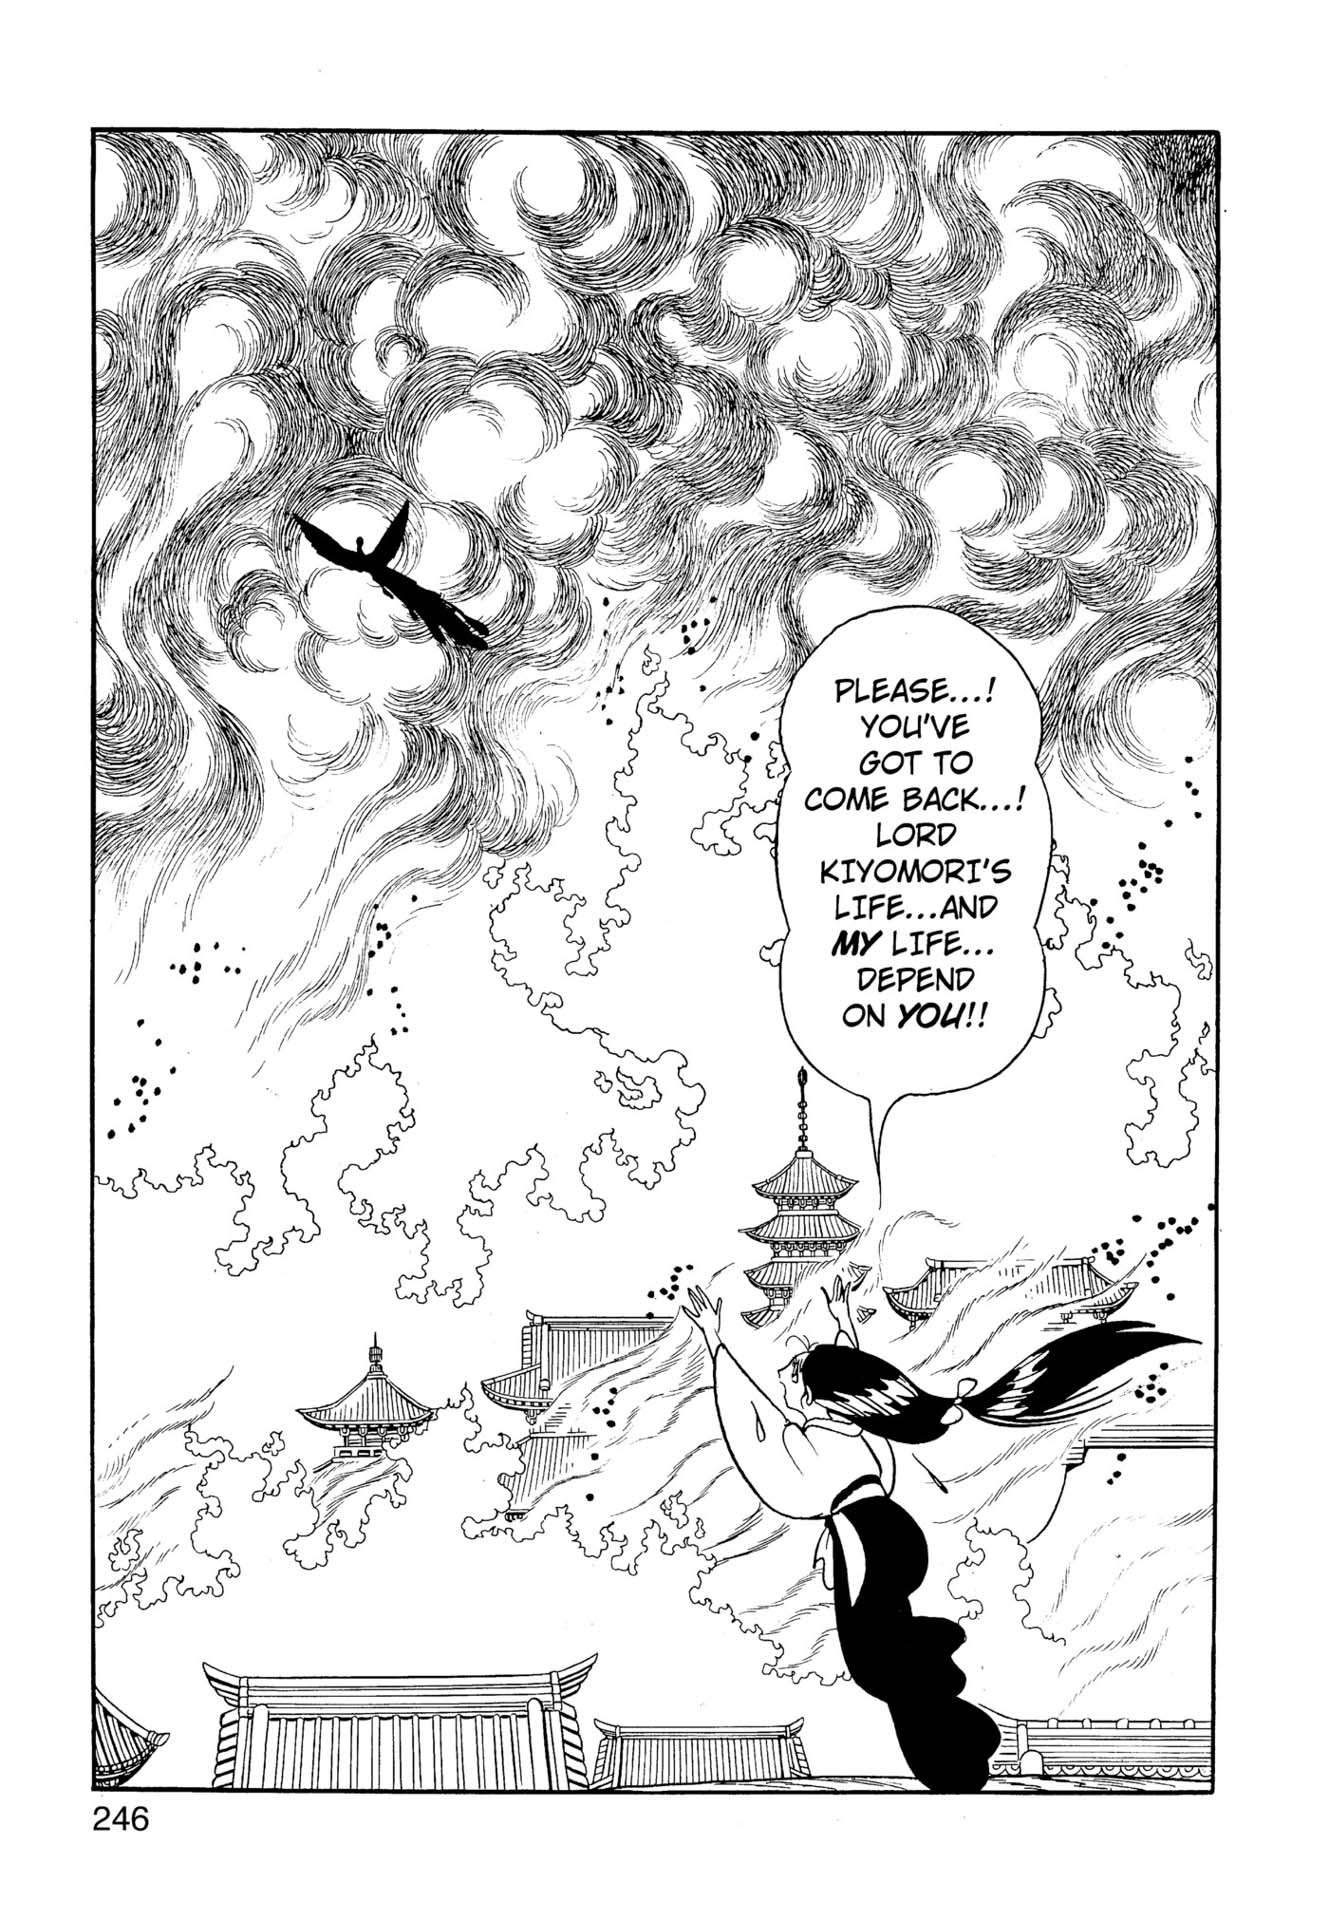 PLEASE...!
YOU'VE
GOT TO
COME BACK...!
LORD
KIYOMORI'S
LIFE...AND
MY LIFE...
DEPEND
ON YOU!!
246